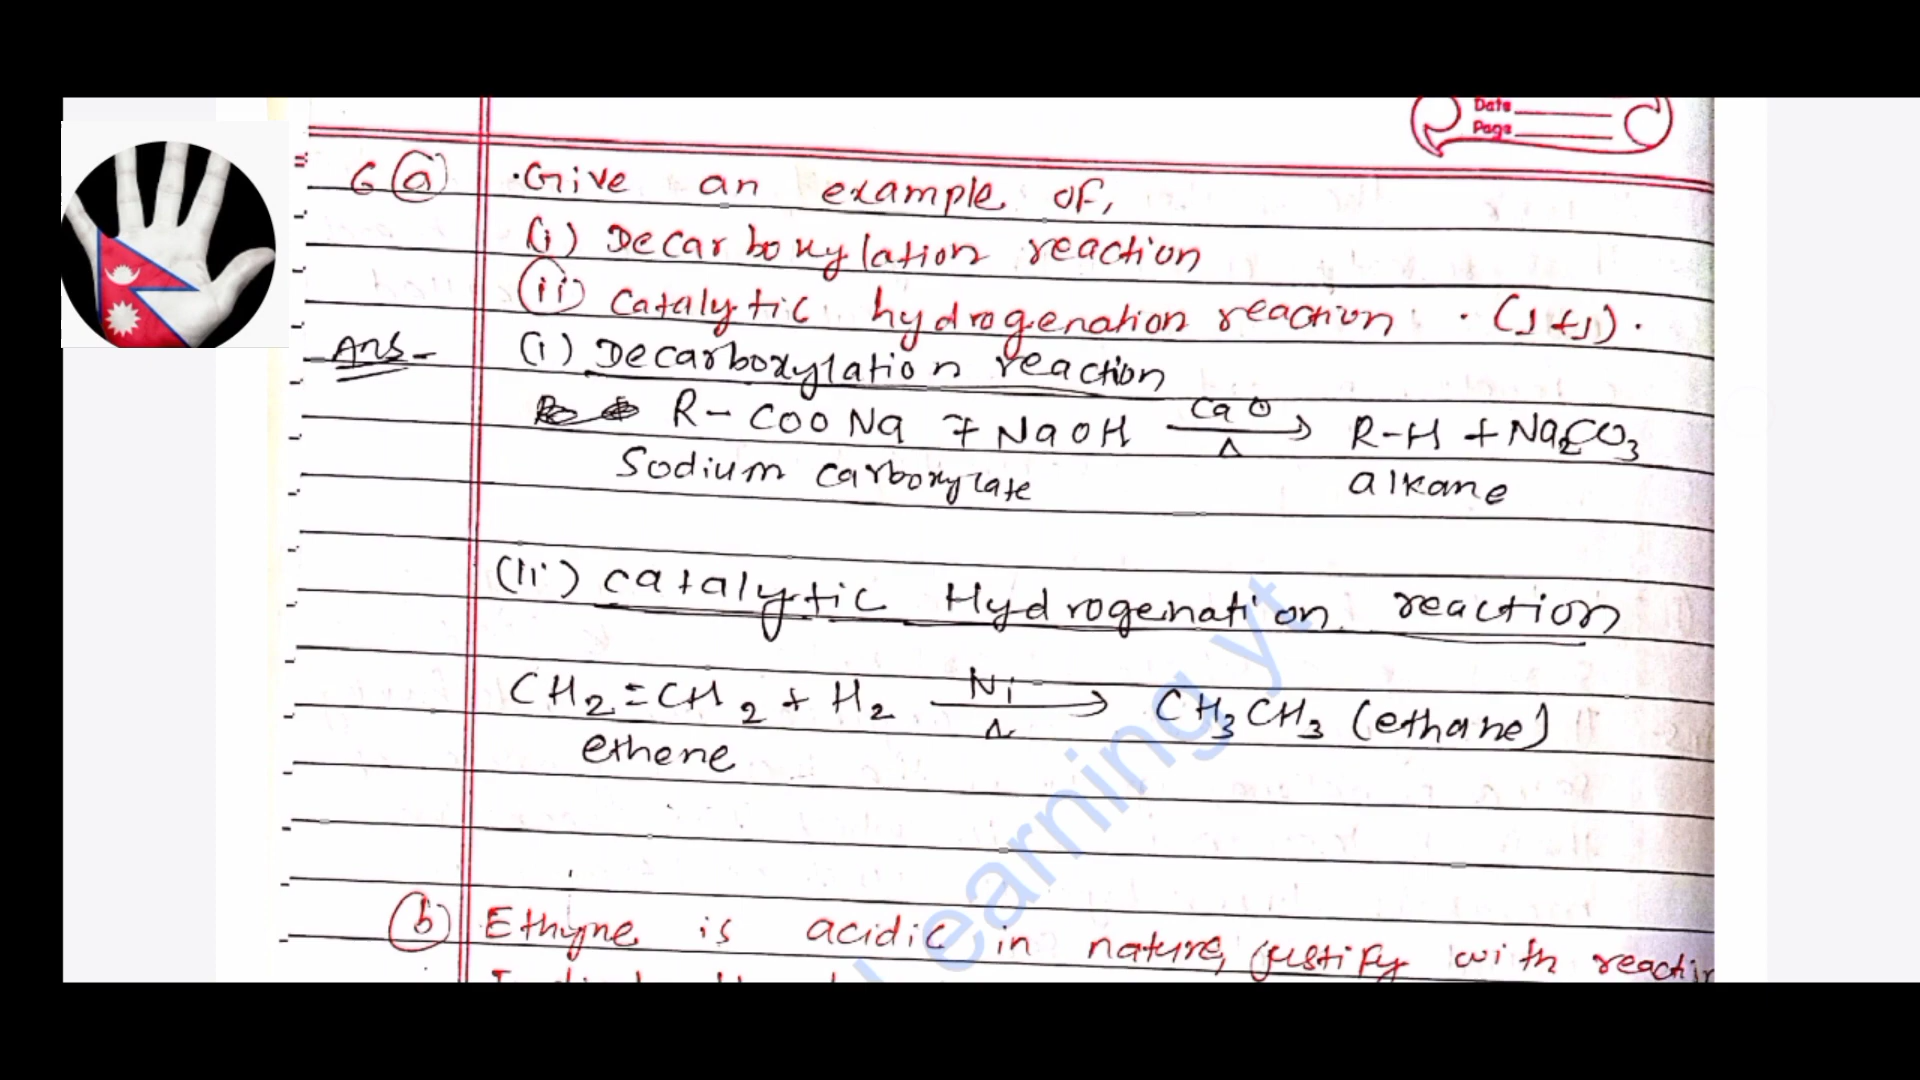 Date
Page
6 (a) . Give an example of,
(i) Decarboxylation reaction
(ii) catalytic hydrogenation reaction . (1+1) .
Ans - (i) Decarboxylation reaction
R - COONa + NaOH CaO Δ → R-H + Na2CO3
Sodium carboxylate alkane
(ii) catalytic Hydrogenation reaction
CH2=CH2 + H2 Ni Δ → CH3CH3 (ethane)
ethene
(b) Ethyne is acidic in nature, justify with
Learning yt